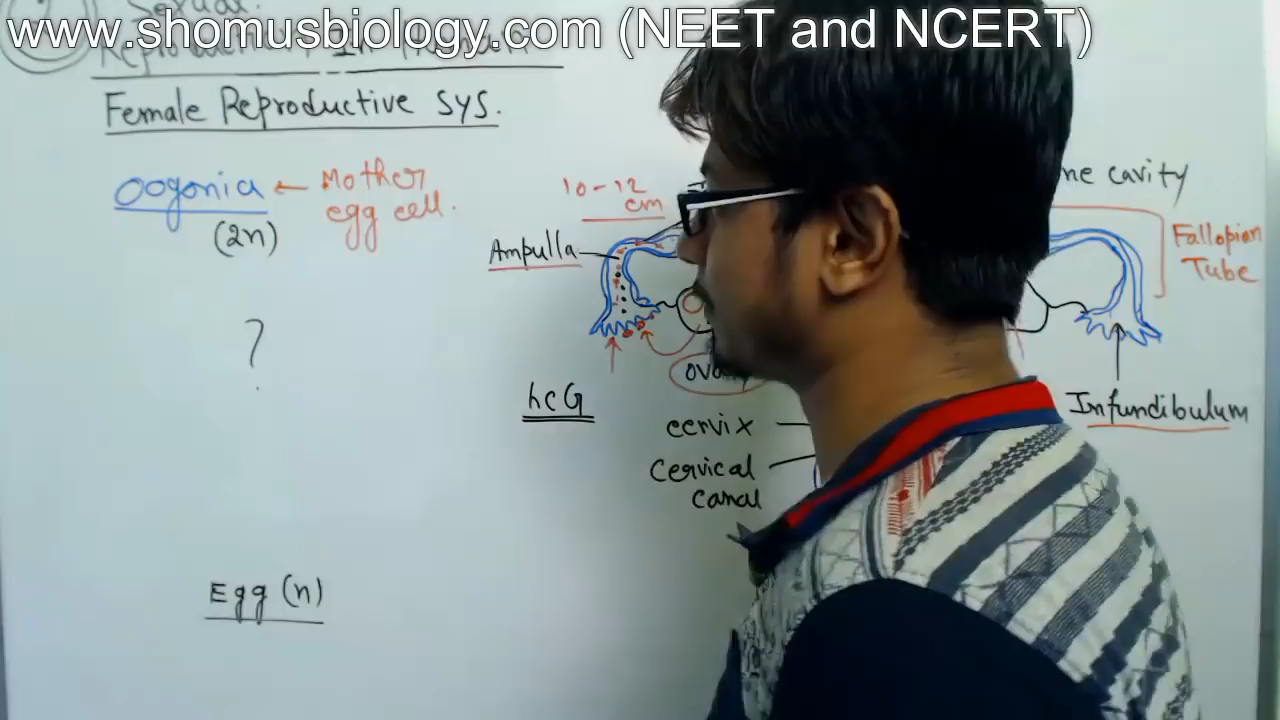 www.shomusbiology.com (NEET and NCERT)
Sexual
Female Reproductive sys.
oogonia ← Mother
egg cell.
(2n)
?
Egg (n)
10-12
cm
Ampulla
hcG
cervix
cervical
canal
cavity
Fallopian
Tube
Infundibulum